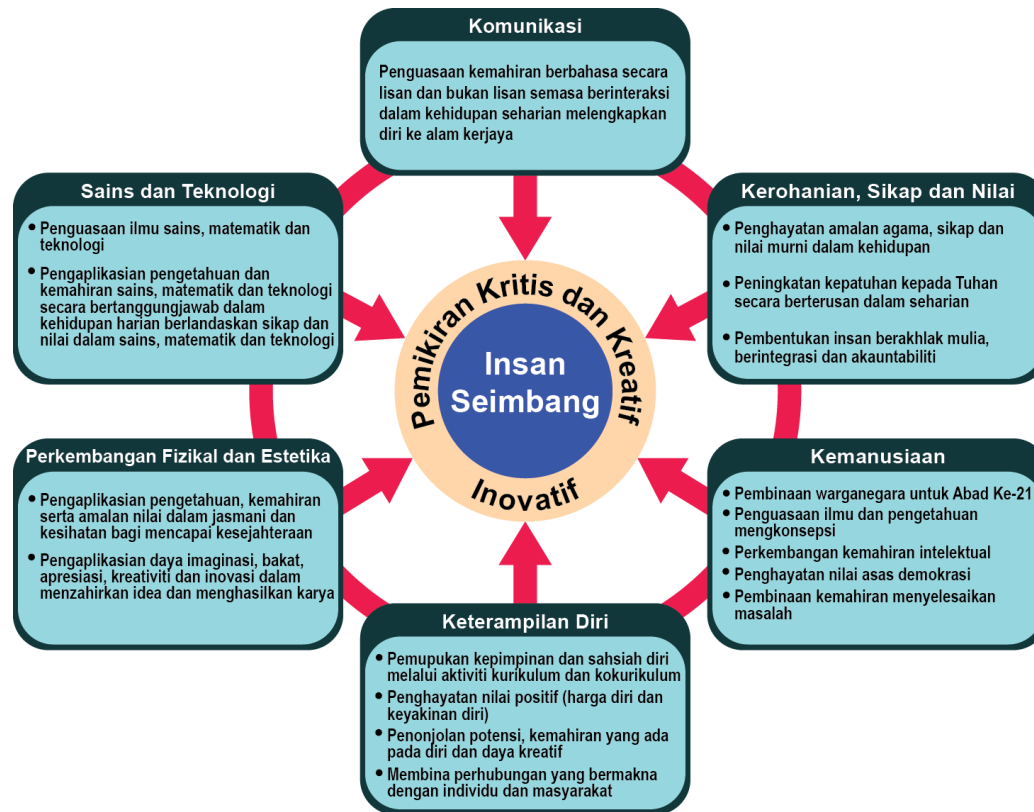 Komunikasi
Penguasaan kemahiran berbahasa secara
lisan dan bukan lisan semasa berinteraksi
dalam kehidupan seharian melengkapkan
diri ke alam kerjaya
Sains dan Teknologi
• Penguasaan ilmu sains, matematik dan
teknologi
• Pengaplikasian pengetahuan dan
kemahiran sains, matematik dan teknologi
secara bertanggungjawab dalam
kehidupan harian berlandaskan sikap dan
nilai dalam sains, matematik dan teknologi
Kerohanian, Sikap dan Nilai
• Penghayatan amalan agama, sikap dan
nilai murni dalam kehidupan
• Peningkatan kepatuhan kepada Tuhan
secara berterusan dalam seharian
• Pembentukan insan berakhlak mulia,
berintegrasi dan akauntabiliti
Pemikiran Kritis dan Kreatif
Insan
Seimbang
Inovatif
Perkembangan Fizikal dan Estetika
• Pengaplikasian pengetahuan, kemahiran
serta amalan nilai dalam jasmani dan
kesihatan bagi mencapai kesejahteraan
• Pengaplikasian daya imaginasi, bakat,
apresiasi, kreativiti dan inovasi dalam
menzahirkan idea dan menghasilkan karya
Kemanusiaan
• Pembinaan warganegara untuk Abad Ke-21
• Penguasaan ilmu dan pengetahuan
mengkonsepsi
• Perkembangan kemahiran intelektual
• Penghayatan nilai asas demokrasi
• Pembinaan kemahiran menyelesaikan
masalah
Keterampilan Diri
• Pemupukan kepimpinan dan sahsiah diri
melalui aktiviti kurikulum dan kokurikulum
• Penghayatan nilai positif (harga diri dan
keyakinan diri)
• Penonjolan potensi, kemahiran yang ada
pada diri dan daya kreatif
• Membina perhubungan yang bermakna
dengan individu dan masyarakat